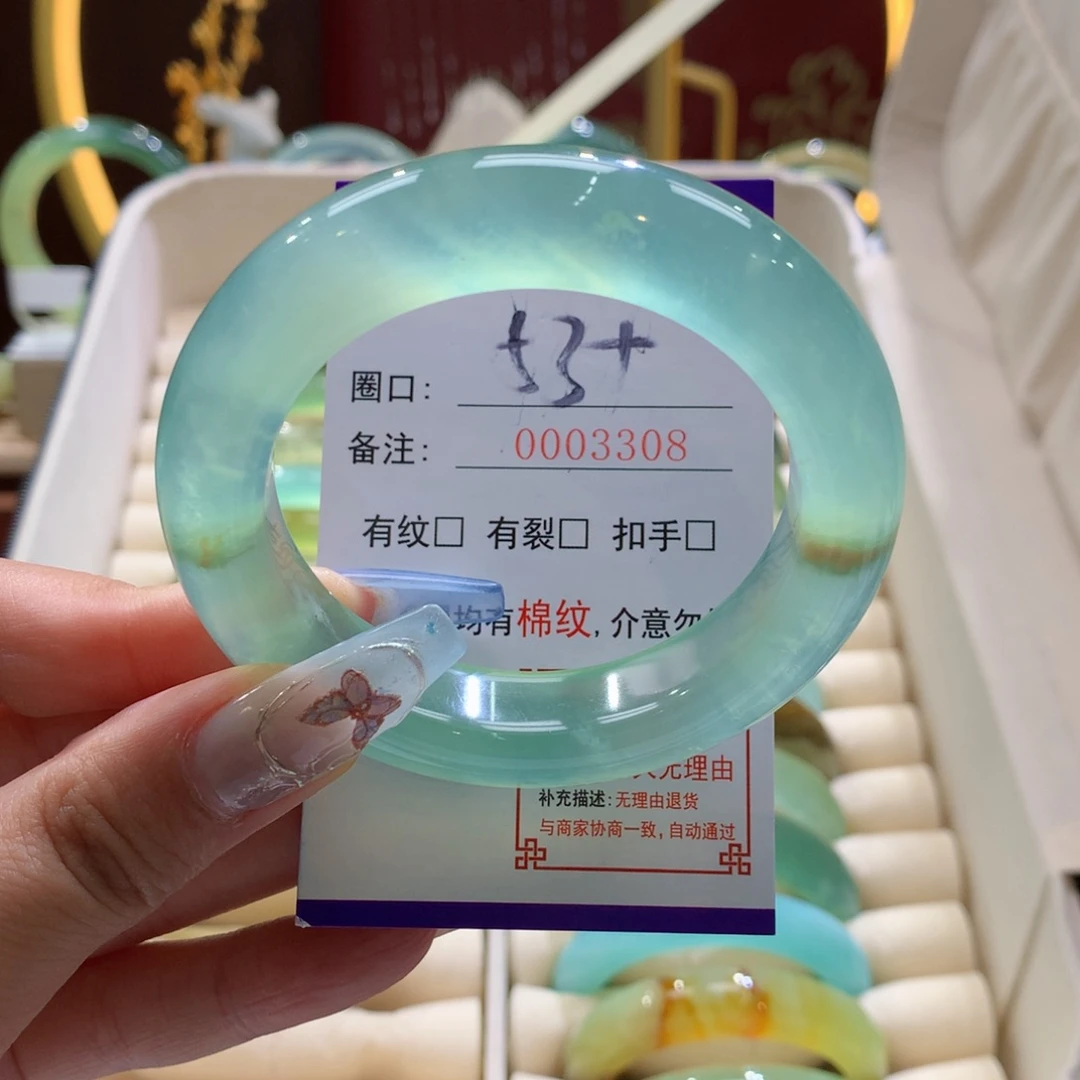 圈口: 53+
备注: 0003308
有纹□ 有裂□ 扣手□
均有棉纹,介意勿
无理由
补充描述:无理由退货
与商家协商一致,自动通过